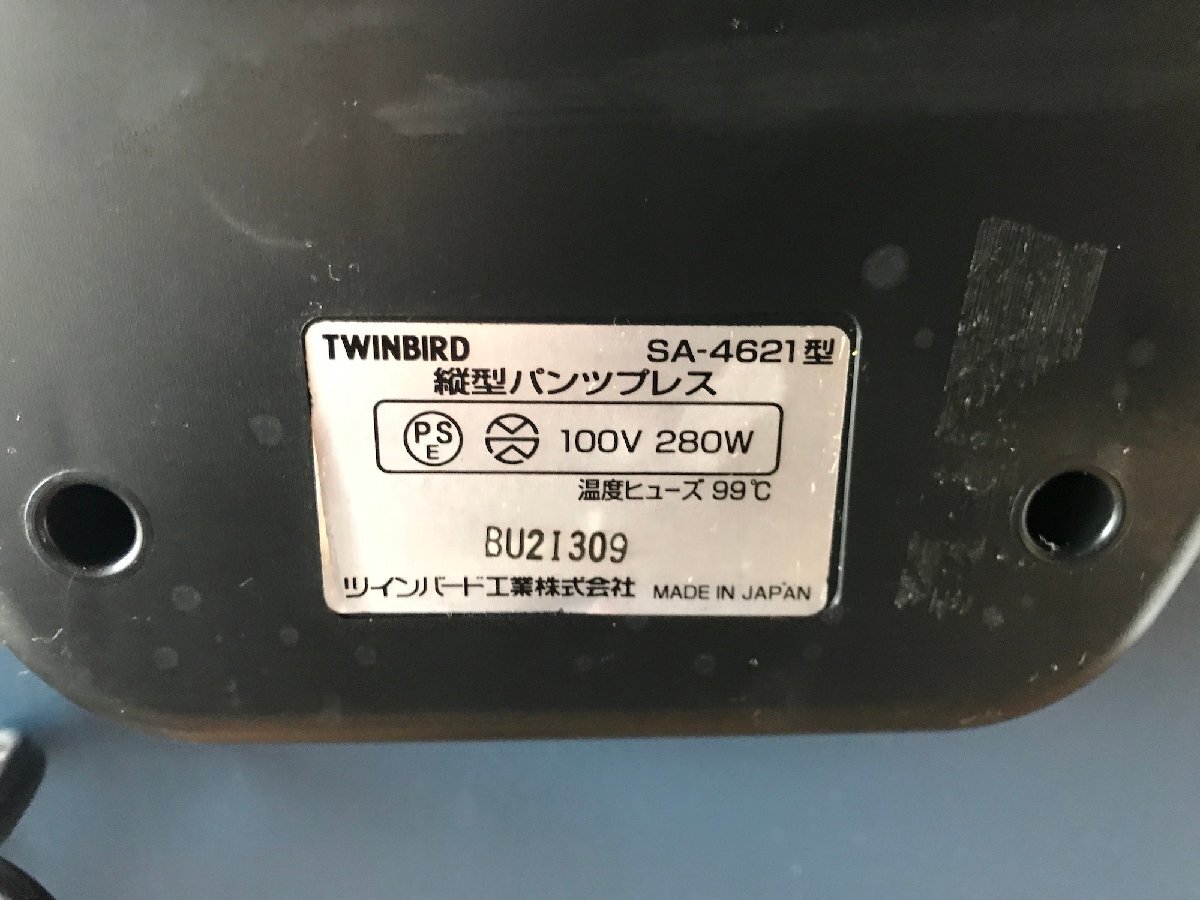 TWINBIRD SA-4621型
縦型パンツプレス
PS E 100V 280W
温度ヒューズ 99℃
BU21309
ツインバード工業株式会社 MADE IN JAPAN